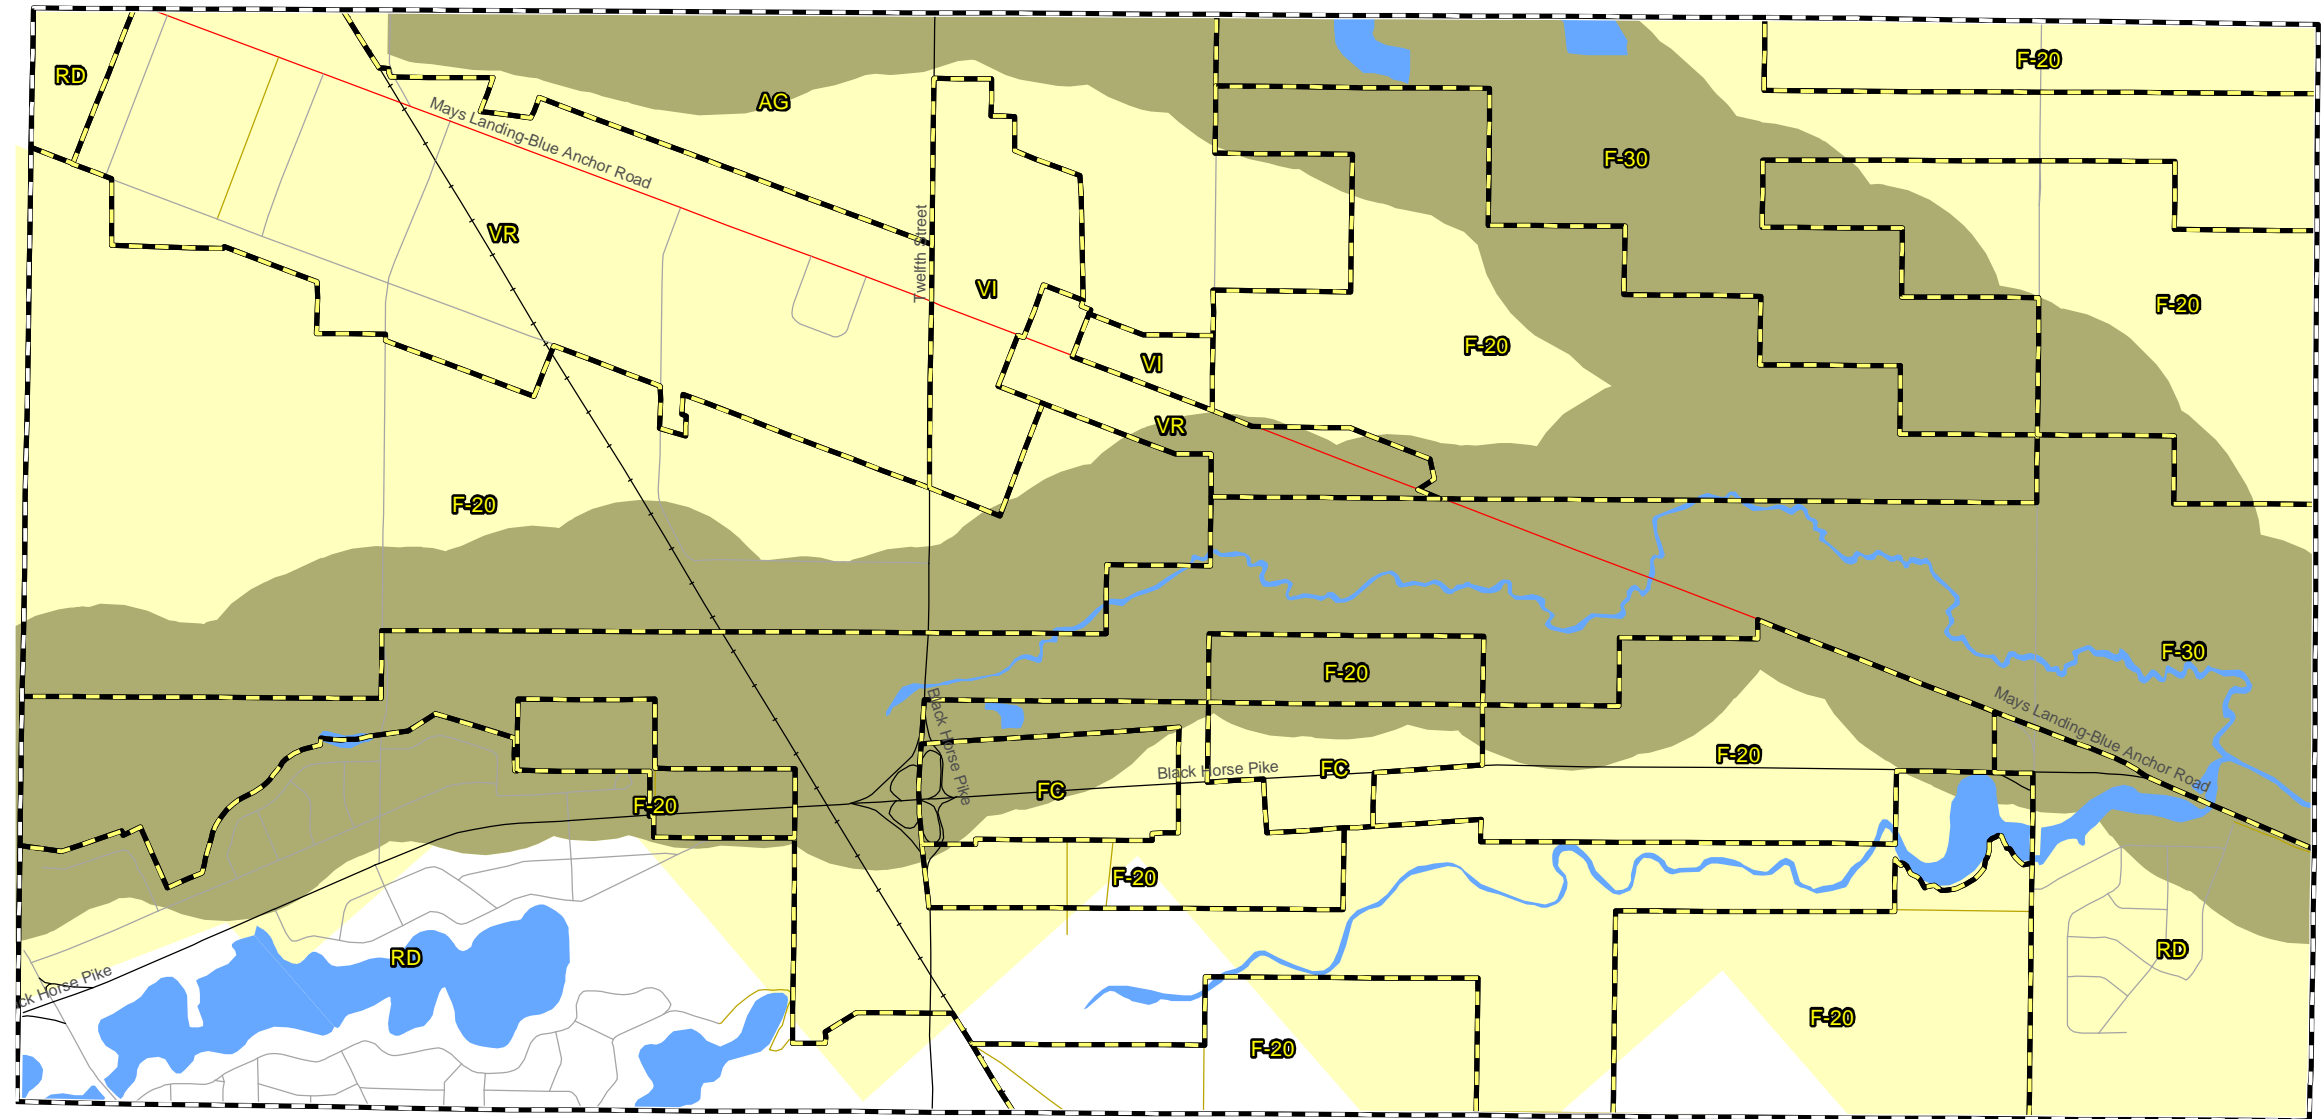 F-20
RD
AG
Mays Landing-Blue Anchor Road
F-30
VR
Twelfth Street
VI
F-20
F-20
VI
VR
F-20
F-30
F-20
Black Horse Pike
Mays Landing-Blue Anchor Road
F-20
Black Horse Pike
FC
FC
F-20
F-20
RD
RD
ck Horse Pike
F-20
F-20